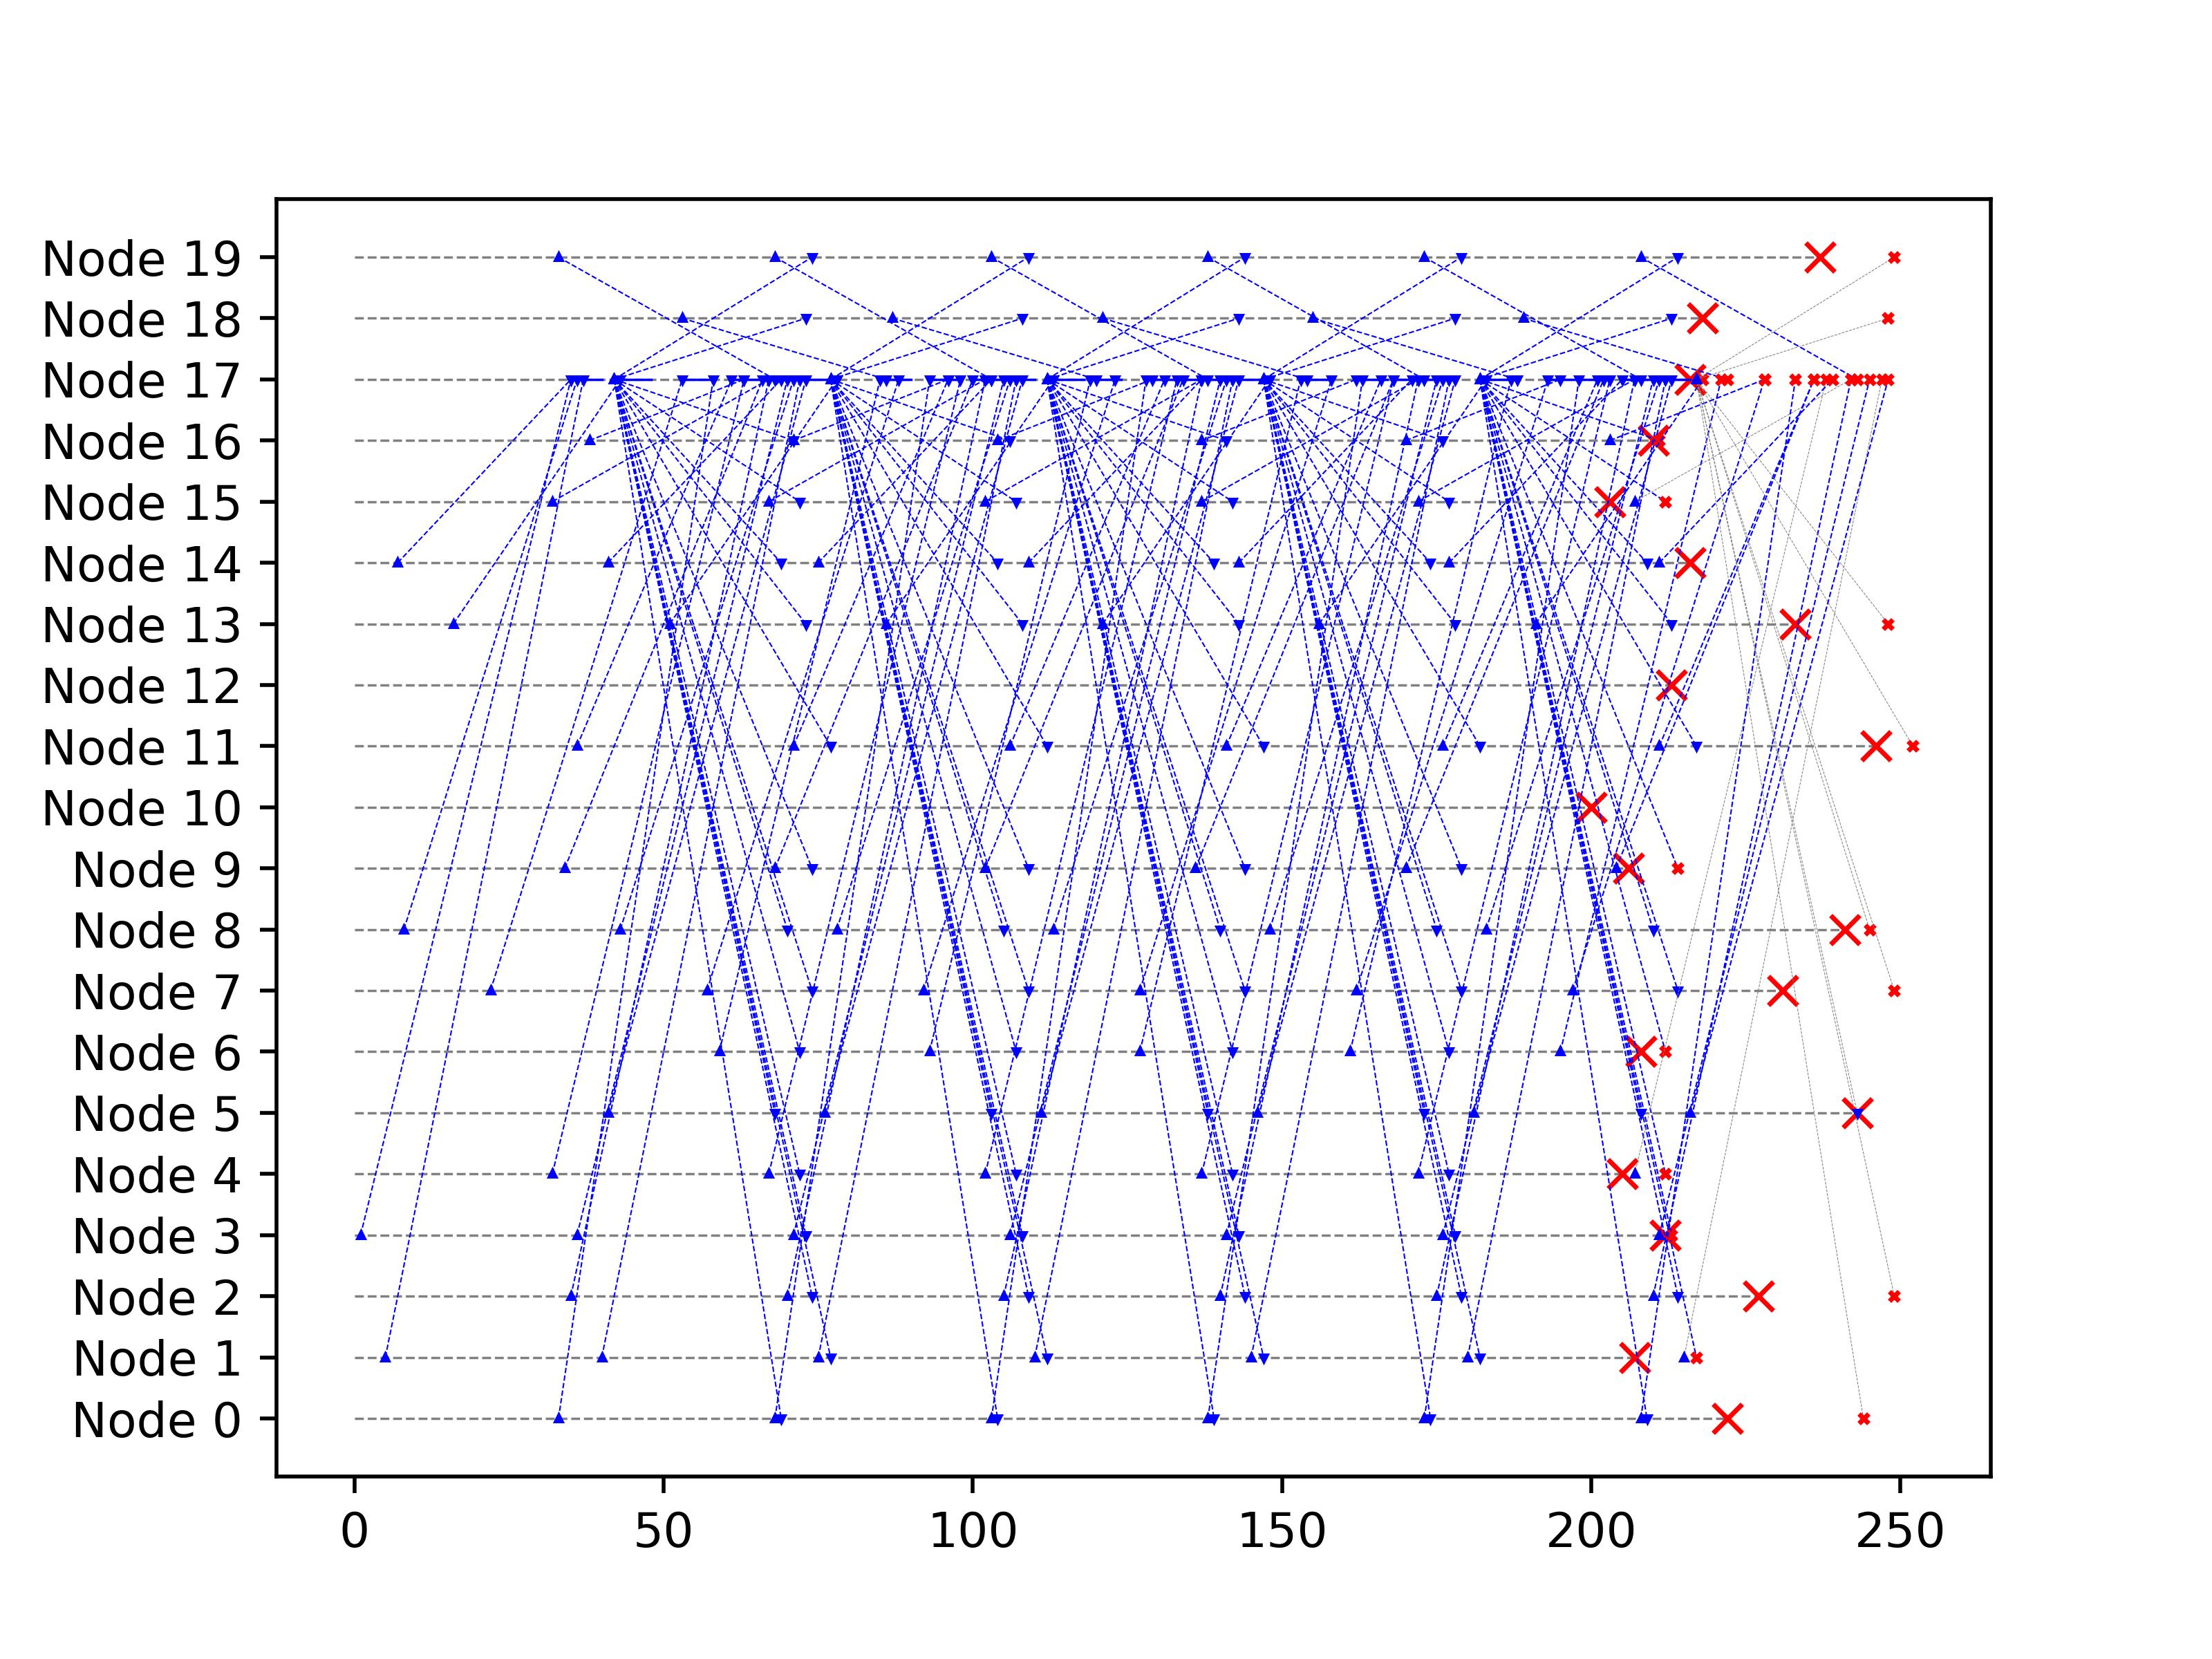 Node 19
Node 18
Node 17
Node 16
Node 15
Node 14
Node 13
Node 12
Node 11
Node 10
Node 9
Node 8
Node 7
Node 6
Node 5
Node 4
Node 3
Node 2
Node 1
Node 0
0 50 100 150 200 250